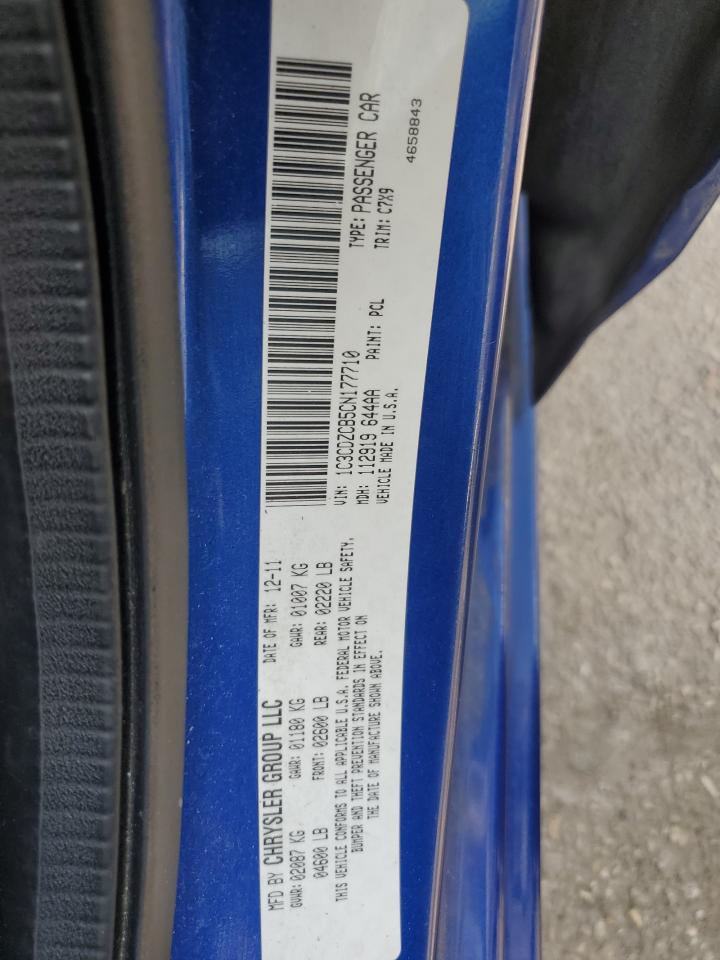 MFD BY CHRYSLER GROUP LLC DATE OF MFR: 12-11
GVWR: 02087 KG GAWR: 01180 KG GAWR: 01007 KG
04600 LB FRONT: 02600 LB REAR: 02220 LB
THIS VEHICLE CONFORMS TO ALL APPLICABLE U.S.A. FEDERAL MOTOR VEHICLE SAFETY,
BUMPER AND THEFT PREVENTION STANDARDS IN EFFECT ON
THE DATE OF MANUFACTURE SHOWN ABOVE.
VIN: 1C3CDZCB5CN177710 TYPE: PASSENGER CAR
MDH: 112919 644AA PAINT: PCL TRIM: C7X9
VEHICLE MADE IN U.S.A.
4658843